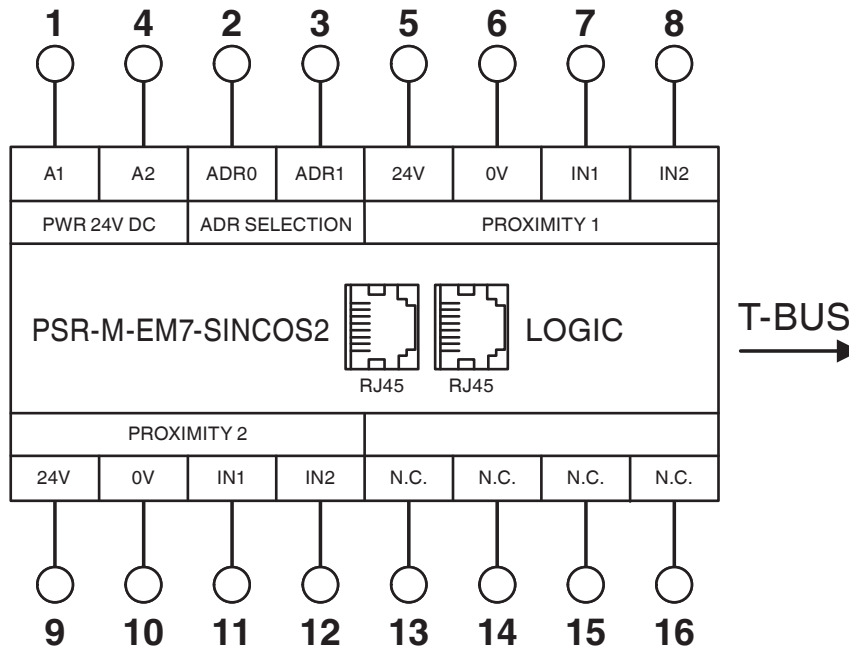 1 4 2 3 5 6 7 8
A1 A2 ADR0 ADR1 24V 0V IN1 IN2
PWR 24V DC ADR SELECTION PROXIMITY 1
PSR-M-EM7-SINCOS2 LOGIC T-BUS
RJ45 RJ45
PROXIMITY 2
24V 0V IN1 IN2 N.C. N.C. N.C. N.C.
9 10 11 12 13 14 15 16